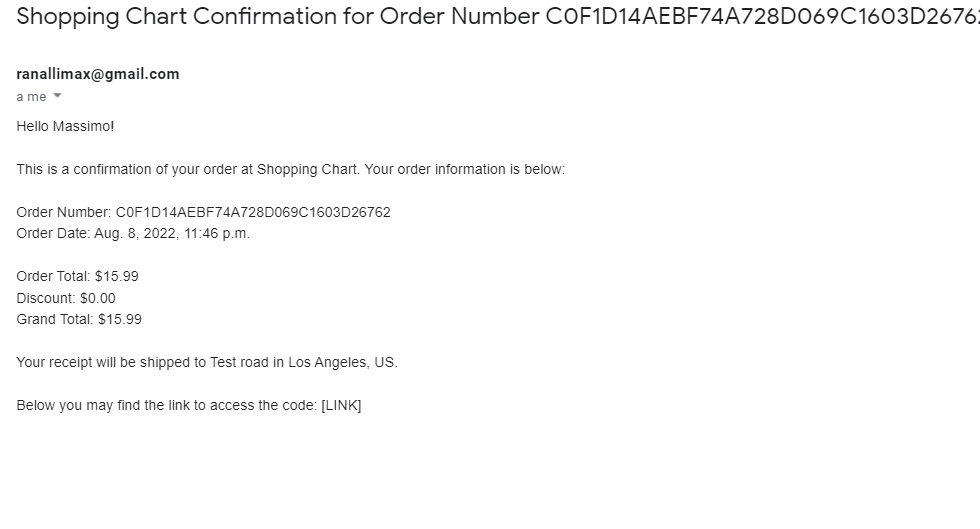 Shopping Chart Confirmation for Order Number C0F1D14AEBF74A728D069C1603D2676
ranallimax@gmail.com
a me
Hello Massimo!
This is a confirmation of your order at Shopping Chart. Your order information is below:
Order Number: C0F1D14AEBF74A728D069C1603D26762
Order Date: Aug. 8, 2022, 11:46 p.m.
Order Total: $15.99
Discount: $0.00
Grand Total: $15.99
Your receipt will be shipped to Test road in Los Angeles, US.
Below you may find the link to access the code: [LINK]